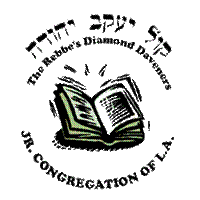 קול יעקב יהודה
The Rebbe's Diamond Daveners
JR. CONGREGATION OF L.A.